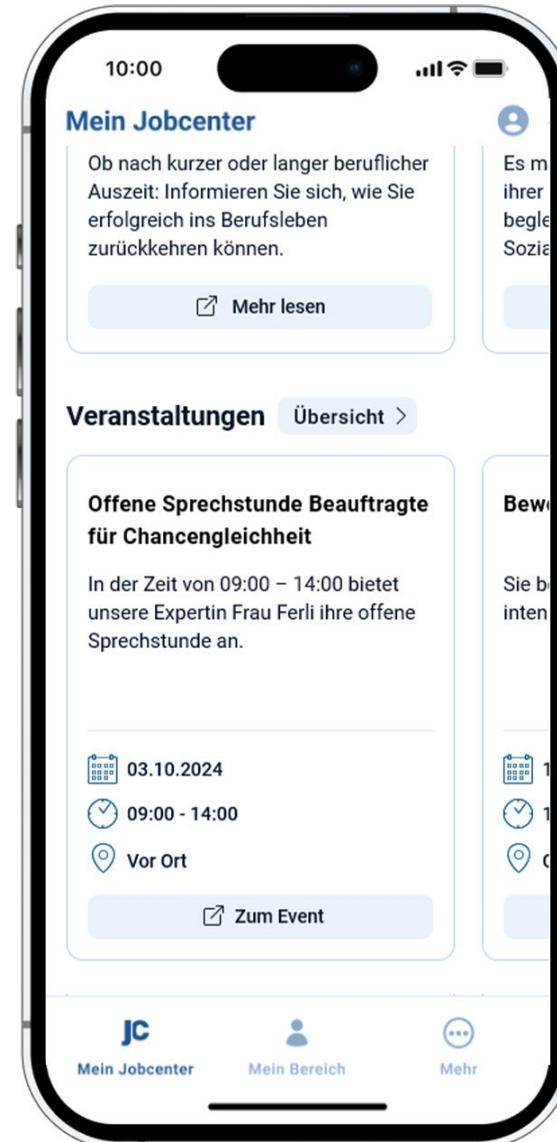 10:00
Mein Jobcenter
Ob nach kurzer oder langer beruflicher
Auszeit: Informieren Sie sich, wie Sie
erfolgreich ins Berufsleben
zurückkehren können.
Mehr lesen
Es m
ihrer
begle
Sozia
Veranstaltungen
Übersicht
Offene Sprechstunde Beauftragte
für Chancengleichheit
In der Zeit von 09:00 – 14:00 bietet
unsere Expertin Frau Ferli ihre offene
Sprechstunde an.
03.10.2024
09:00 - 14:00
Vor Ort
Zum Event
Bew
Sie b
inten
1
1
JC
Mein Jobcenter
Mein Bereich
Mehr